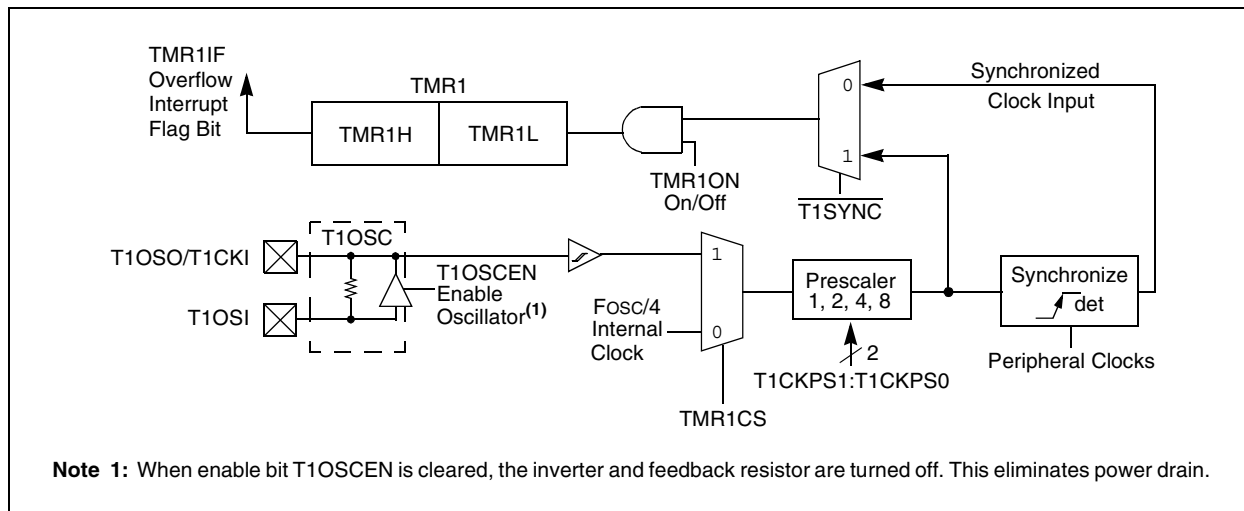 TMR1IF
Overflow
Interrupt
Flag Bit
TMR1
TMR1H
TMR1L
TMR1ON
On/Off
0
1
T1SYNC
Synchronized
Clock Input
T1OSO/T1CKI
T1OSI
T1OSC
T1OSCEN
Enable
Oscillator(1)
FOSC/4
Internal
Clock
1
0
TMR1CS
Prescaler
1, 2, 4, 8
2
T1CKPS1:T1CKPS0
Synchronize
det
Peripheral Clocks
Note 1: When enable bit T1OSCEN is cleared, the inverter and feedback resistor are turned off. This eliminates power drain.